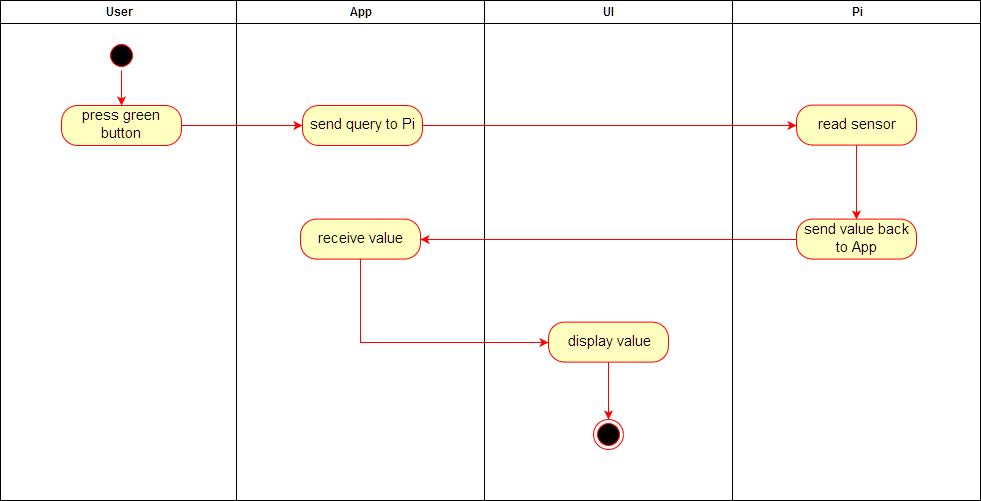 User
App
UI
Pi
press green
button
send query to Pi
read sensor
receive value
send value back
to App
display value